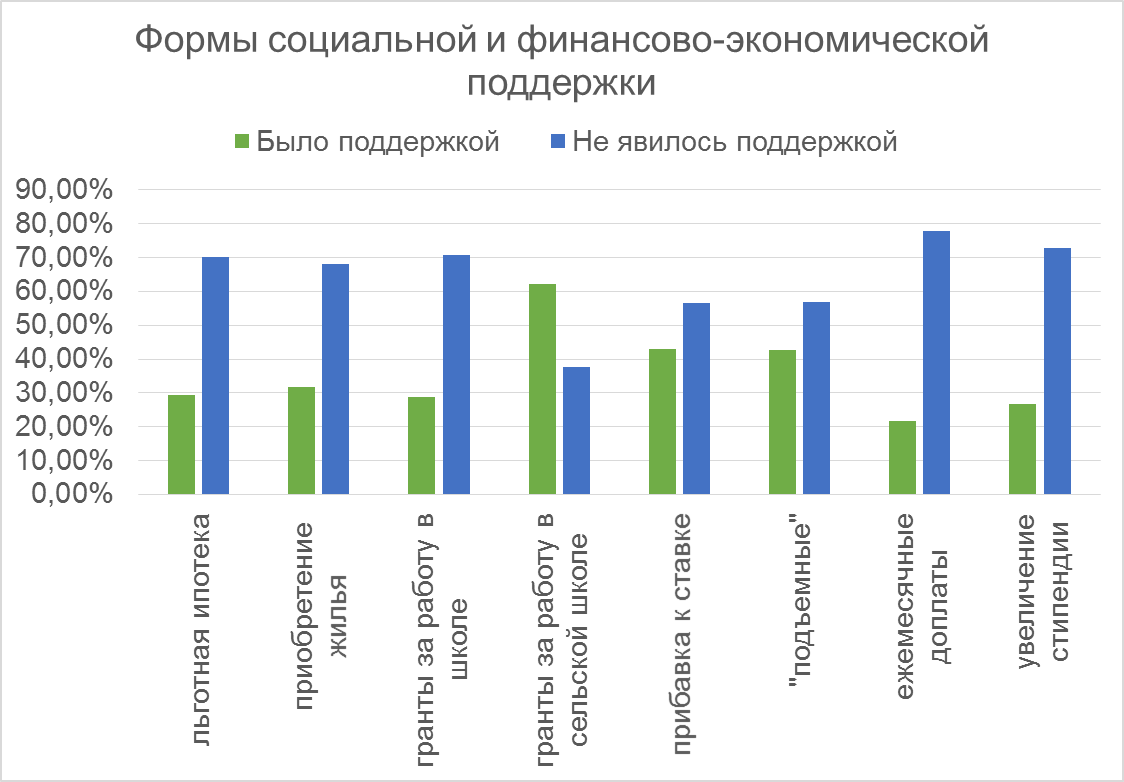 Формы социальной и финансово-экономической
поддержки
Было поддержкой
Не явилось поддержкой
90,00%
80,00%
70,00%
60,00%
50,00%
40,00%
30,00%
20,00%
10,00%
0,00%
льготная ипотека
приобретение
жилья
гранты за работу в
школе
гранты за работу в
сельской школе
прибавка к ставке
"подъемные"
ежемесячные
доплаты
увеличение
стипендии